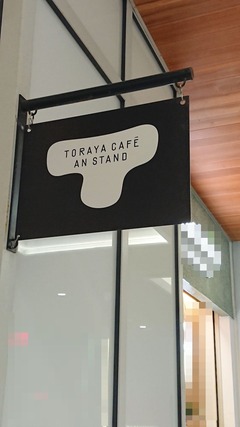 TORAYA CAFÉ
AN STAND